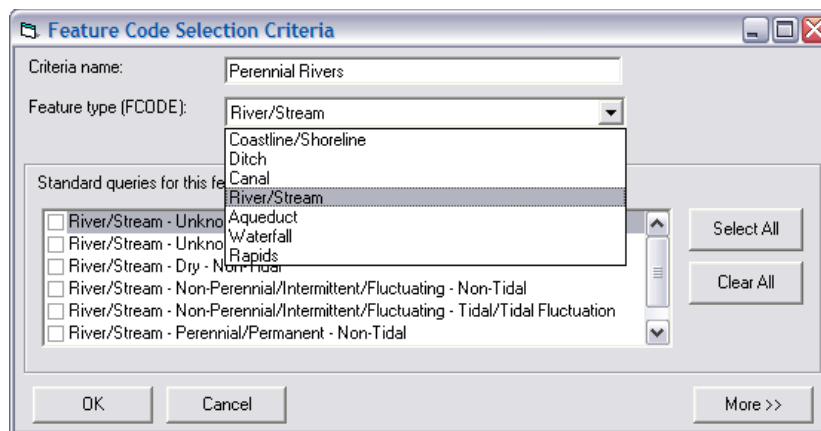 Feature Code Selection Criteria
Criteria name: Perennial Rivers
Feature type (FCODE): River/Stream
Coastline/Shoreline
Ditch
Canal
River/Stream
Aqueduct
Waterfall
Rapids
Standard queries for this fe
River/Stream - Unkno
River/Stream - Unkno
River/Stream - Dry - Non-Tidal
River/Stream - Non-Perennial/Intermittent/Fluctuating - Non-Tidal
River/Stream - Non-Perennial/Intermittent/Fluctuating - Tidal/Tidal Fluctuation
River/Stream - Perennial/Permanent - Non-Tidal
Select All
Clear All
OK Cancel More >>